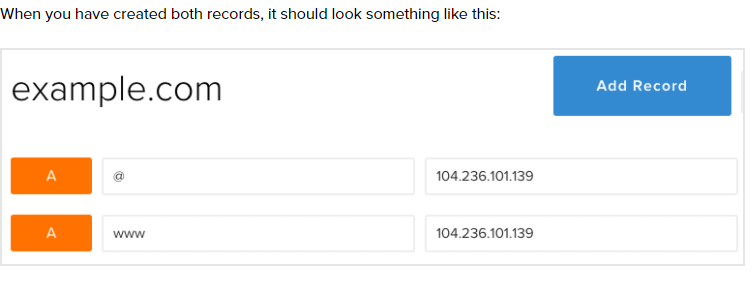 When you have created both records, it should look something like this:
example.com
Add Record
A @ 104.236.101.139
A www 104.236.101.139